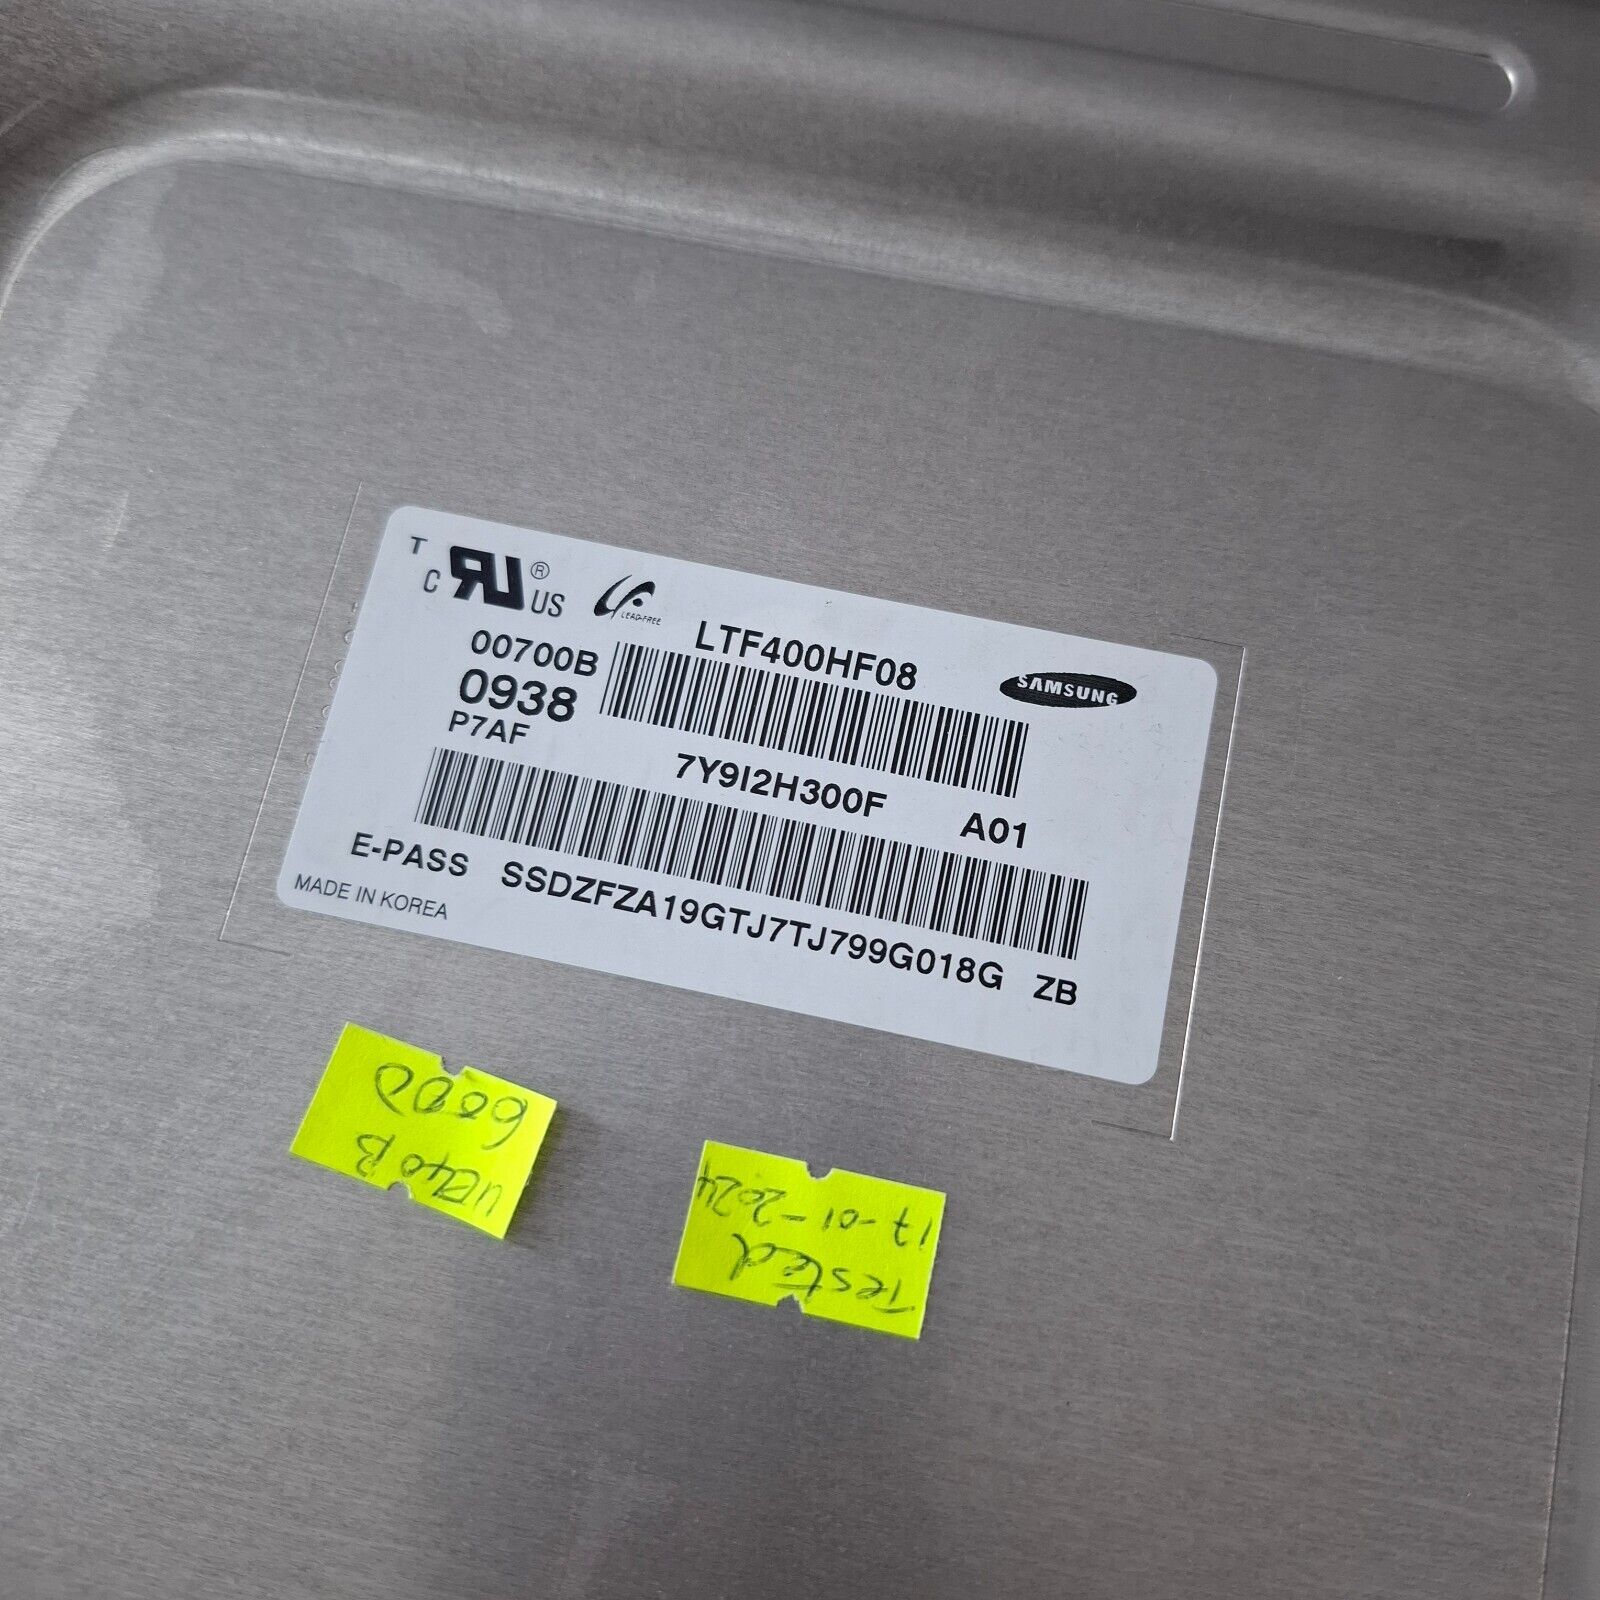 T
C US ®
LEAD-FREE
LTF400HF08
SAMSUNG
00700B
0938
P7AF
7Y9I2H300F A01
E-PASS SSDZFZA19GTJ7TJ799G018G ZB
MADE IN KOREA
UE40B
6000
Tested
17-01-2024